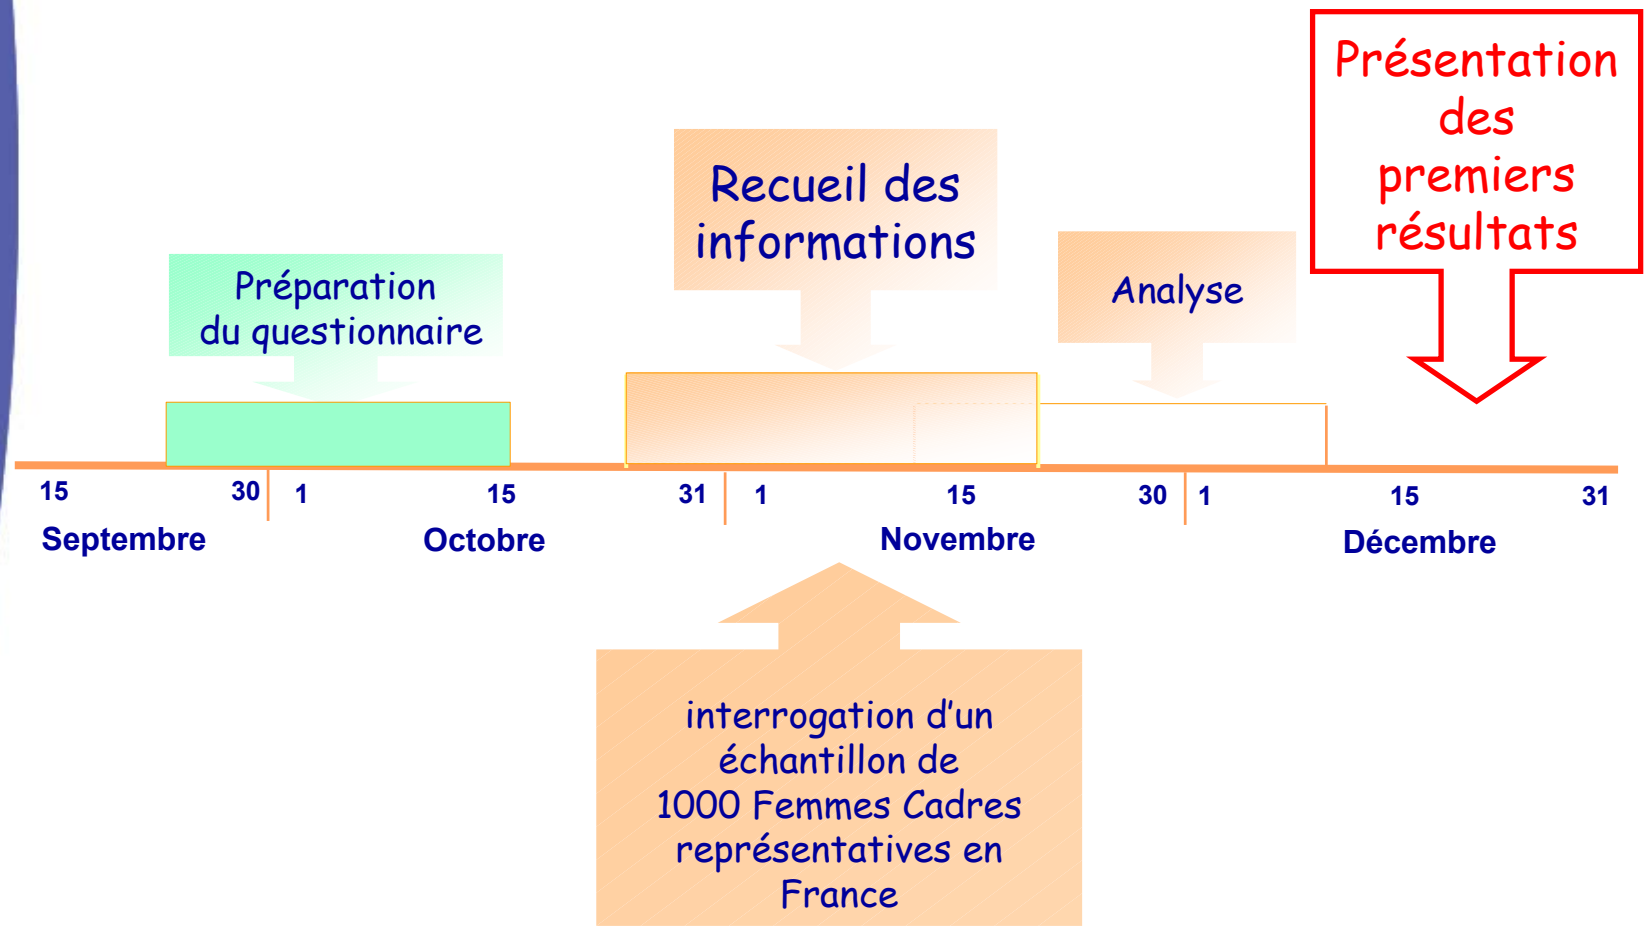 Présentation
des
premiers
résultats
Recueil des
informations
Analyse
Préparation
du questionnaire
15 30 1 15 31 1 15 30 1 15 31
Septembre Octobre Novembre Décembre
interrogation d’un
échantillon de
1000 Femmes Cadres
représentatives en
France